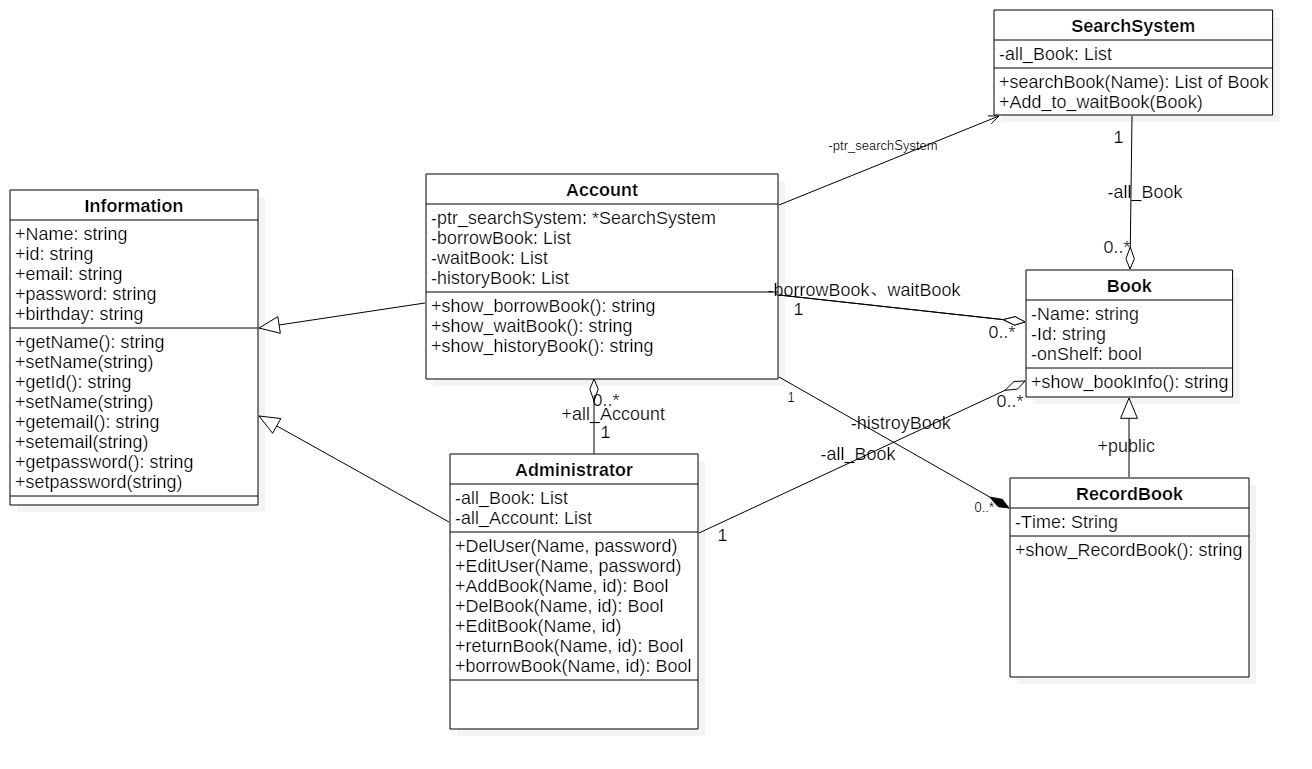 SearchSystem
-all_Book: List
+searchBook(Name): List of Book
+Add_to_waitBook(Book)
1
-all_Book
0..*
-ptr_searchSystem
Information
+Name: string
+id: string
+email: string
+password: string
+birthday: string
+getName(): string
+setName(string)
+getId(): string
+setName(string)
+getemail(): string
+setemail(string)
+getpassword(): string
+setpassword(string)
Account
-ptr_searchSystem: *SearchSystem
-borrowBook: List
-waitBook: List
-historyBook: List
+show_borrowBook(): string
+show_waitBook(): string
+show_historyBook(): string
-borrowBook、waitBook
1
0..*
Book
-Name: string
-Id: string
-onShelf: bool
+show_bookInfo(): string
0..*
+all_Account
1
1
-histroyBook
0..*
0..*
-all_Book
1
+public
Administrator
-all_Book: List
-all_Account: List
+DelUser(Name, password)
+EditUser(Name, password)
+AddBook(Name, id): Bool
+DelBook(Name, id): Bool
+EditBook(Name, id)
+returnBook(Name, id): Bool
+borrowBook(Name, id): Bool
RecordBook
-Time: String
+show_RecordBook(): string